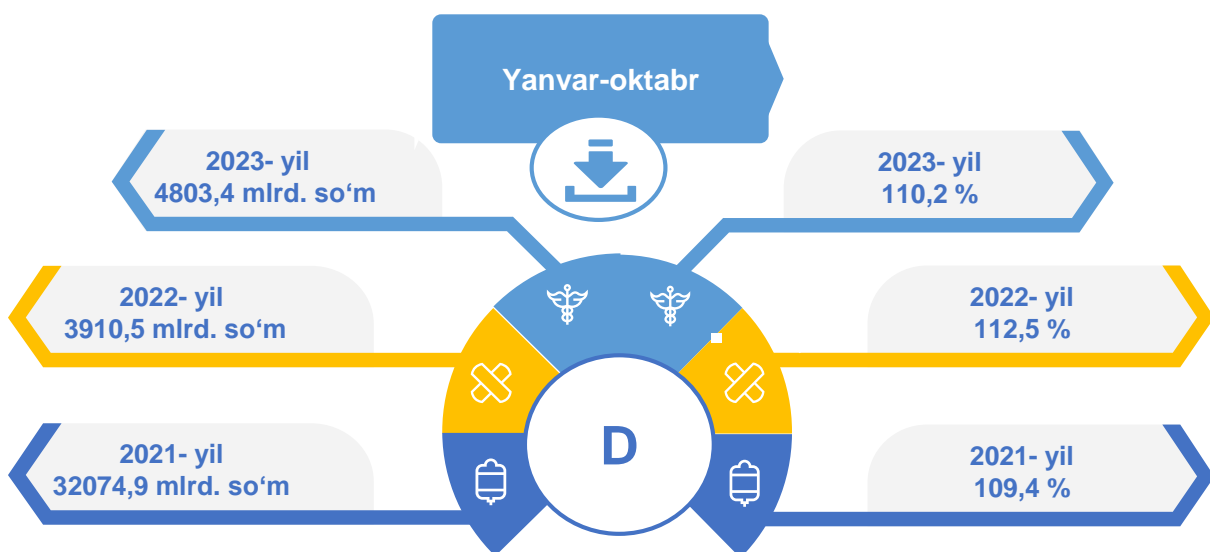 Yanvar-oktabr
2023- yil
4803,4 mlrd. so‘m
2023- yil
110,2 %
2022- yil
3910,5 mlrd. so‘m
2022- yil
112,5 %
D
2021- yil
32074,9 mlrd. so‘m
2021- yil
109,4 %